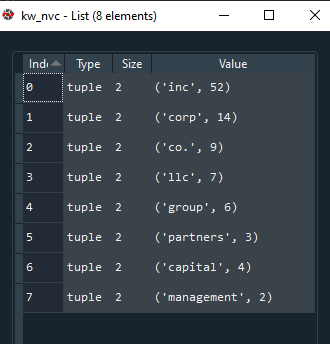 kw_nvc - List (8 elements)
Inde Type Size Value
0 tuple 2 ('inc', 52)
1 tuple 2 ('corp', 14)
2 tuple 2 ('co.', 9)
3 tuple 2 ('llc', 7)
4 tuple 2 ('group', 6)
5 tuple 2 ('partners', 3)
6 tuple 2 ('capital', 4)
7 tuple 2 ('management', 2)